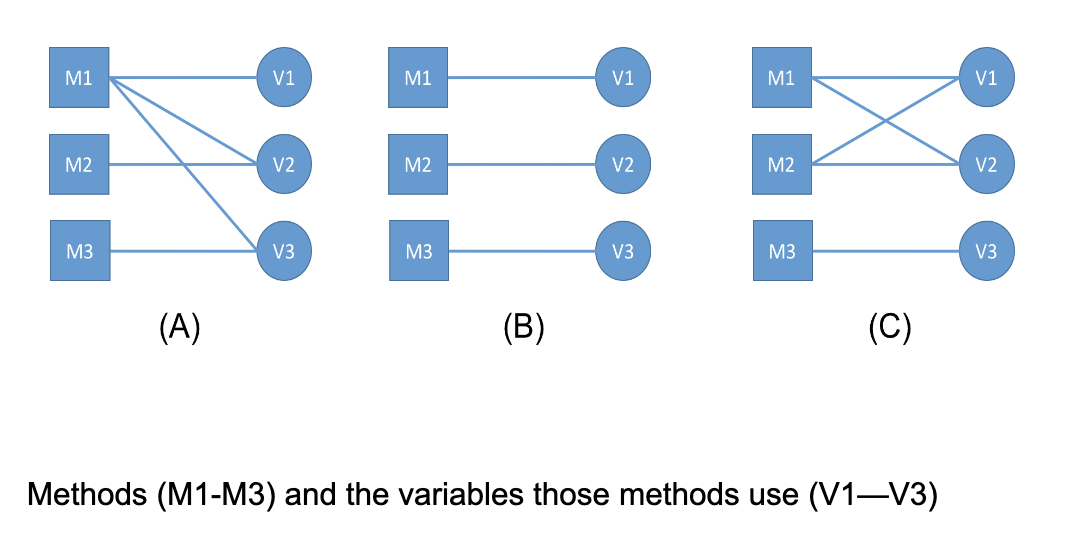 M1 V1 M1 V1 M1 V1
M2 V2 M2 V2 M2 V2
M3 V3 M3 V3 M3 V3
(A) (B) (C)
Methods (M1-M3) and the variables those methods use (V1—V3)